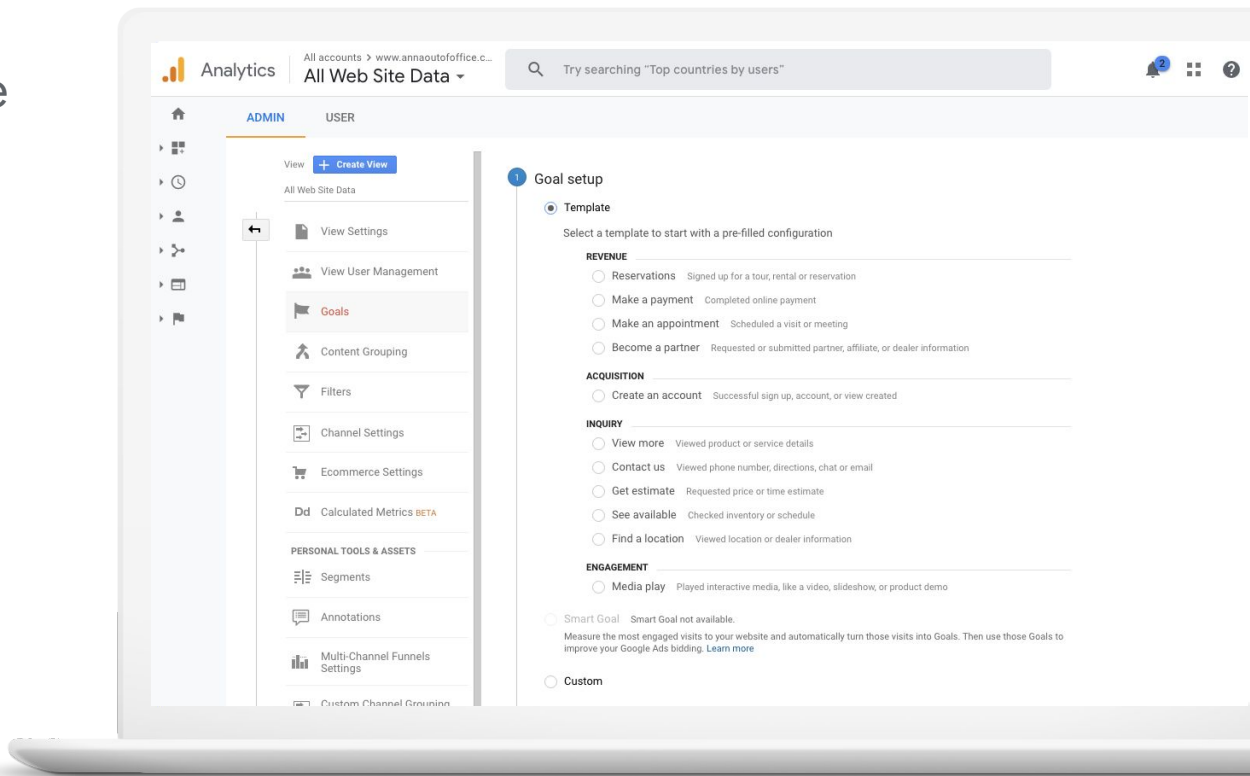 e
Analytics
All accounts > www.annaoutofoffice.c...
All Web Site Data
Try searching "Top countries by users"
2
ADMIN USER
View + Create View
All Web Site Data
View Settings
View User Management
Goals
Content Grouping
Filters
Channel Settings
Ecommerce Settings
Dd Calculated Metrics BETA
PERSONAL TOOLS & ASSETS
Segments
Annotations
Multi-Channel Funnels
Settings
Custom Channel Grouping
1 Goal setup
Template
Select a template to start with a pre-filled configuration
REVENUE
Reservations Signed up for a tour, rental or reservation
Make a payment Completed online payment
Make an appointment Scheduled a visit or meeting
Become a partner Requested or submitted partner, affiliate, or dealer information
ACQUISITION
Create an account Successful sign up, account, or view created
INQUIRY
View more Viewed product or service details
Contact us Viewed phone number, directions, chat or email
Get estimate Requested price or time estimate
See available Checked inventory or schedule
Find a location Viewed location or dealer information
ENGAGEMENT
Media play Played interactive media, like a video, slideshow, or product demo
Smart Goal Smart Goal not available.
Measure the most engaged visits to your website and automatically turn those visits into Goals. Then use those Goals to
improve your Google Ads bidding. Learn more
Custom